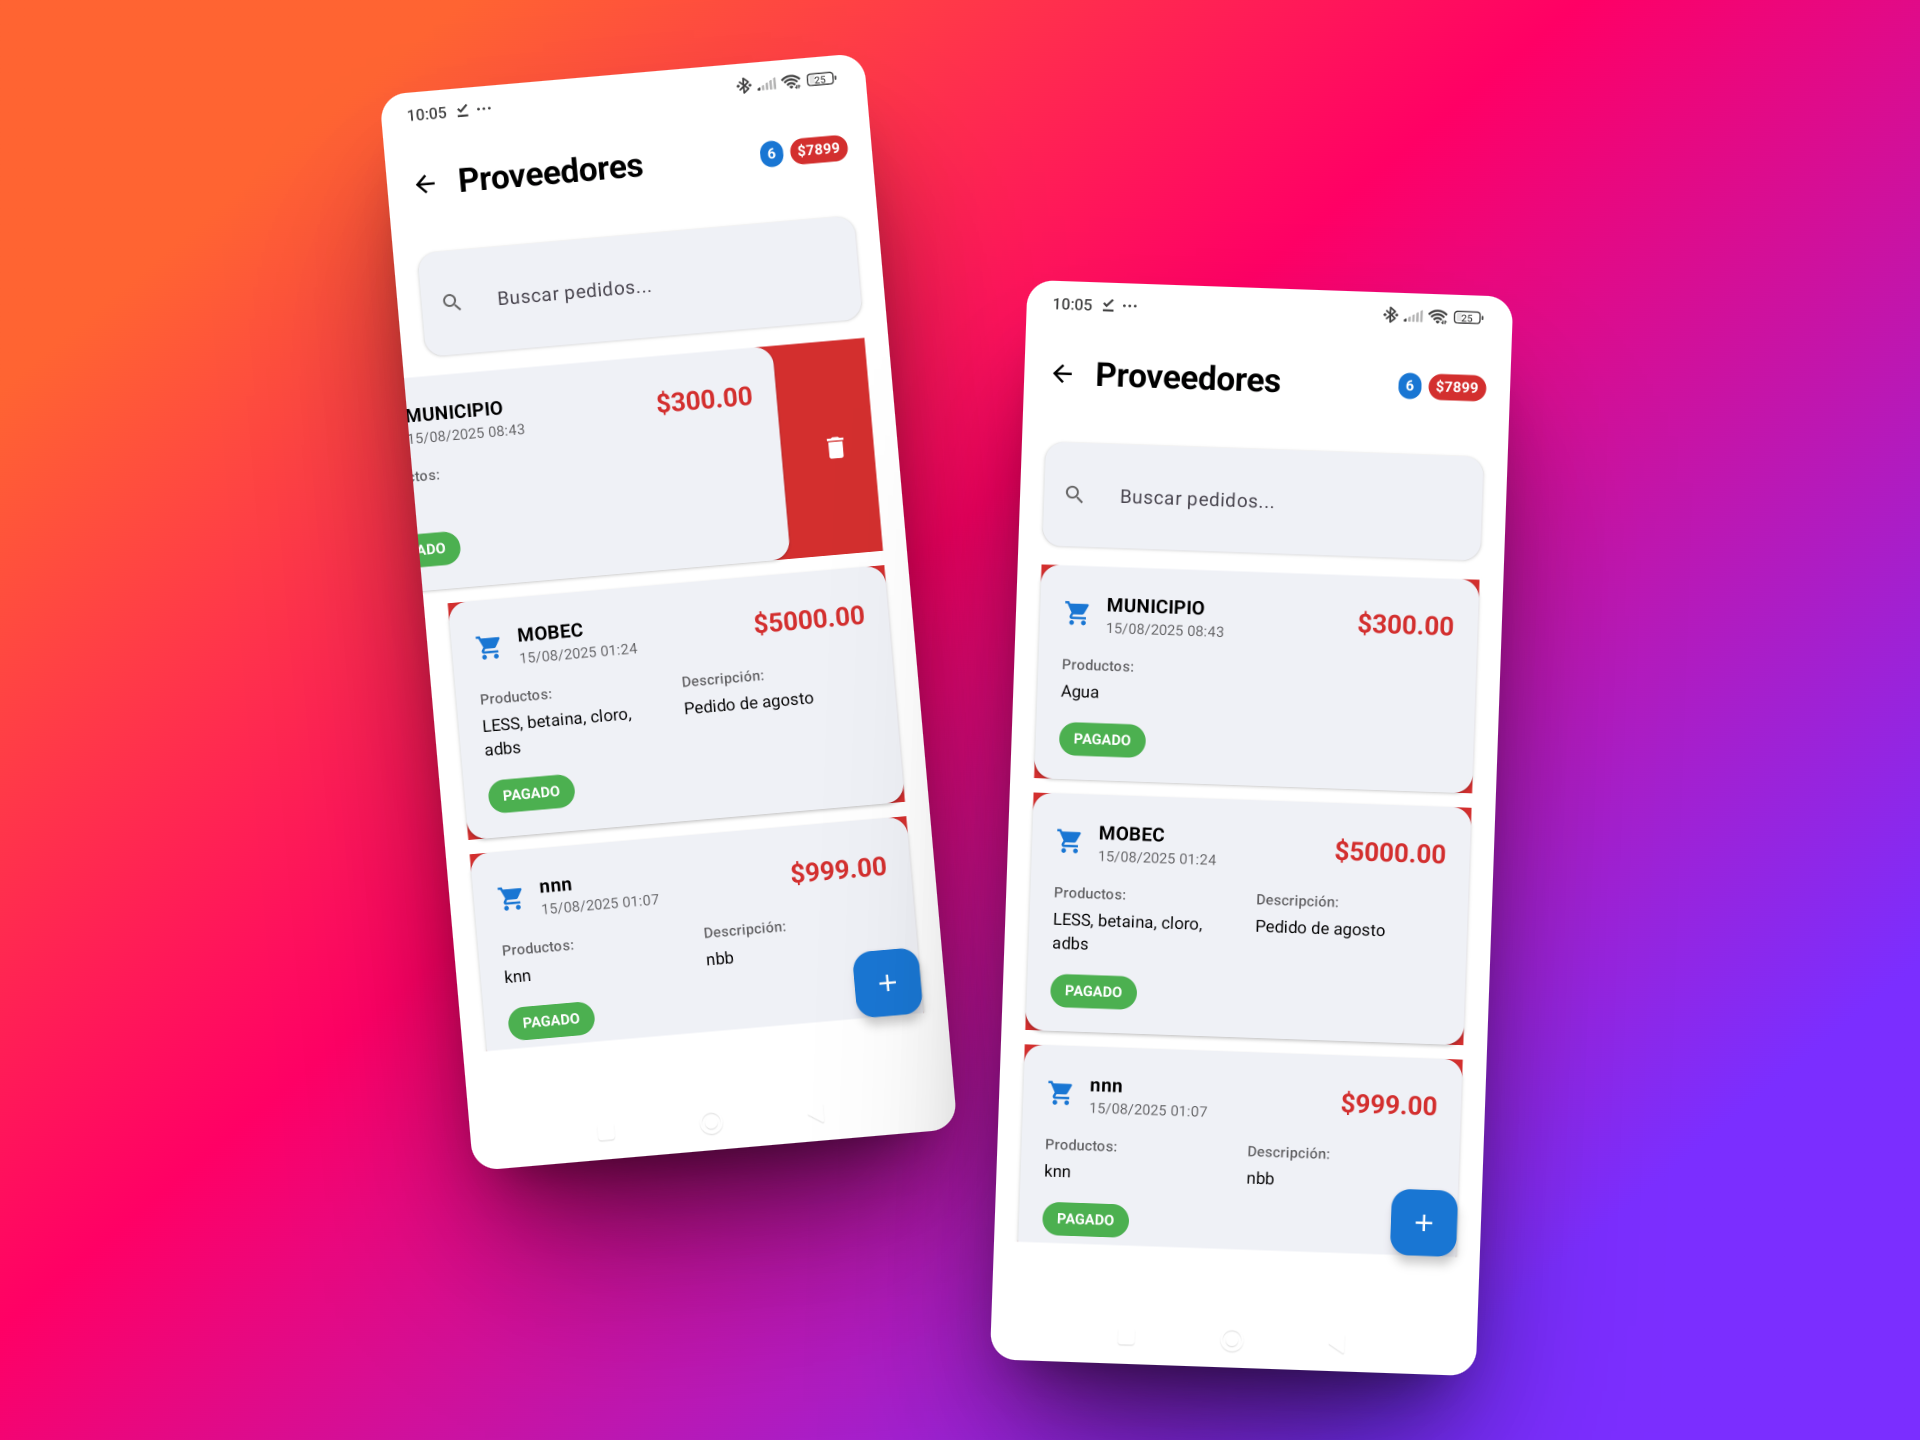 10:05
25
Proveedores
6
$7899
Buscar pedidos...
MUNICIPIO
$300.00
15/08/2025 08:43
ctos:
ADO
MOBEC
$5000.00
15/08/2025 01:24
Productos:
Descripción:
LESS, betaina, cloro,
Pedido de agosto
adbs
PAGADO
nnn
$999.00
15/08/2025 01:07
Productos:
Descripción:
knn
nbb
PAGADO
10:05
25
Proveedores
6
$7899
Buscar pedidos...
MUNICIPIO
$300.00
15/08/2025 08:43
Productos:
Agua
PAGADO
MOBEC
$5000.00
15/08/2025 01:24
Productos:
Descripción:
LESS, betaina, cloro,
Pedido de agosto
adbs
PAGADO
nnn
$999.00
15/08/2025 01:07
Productos:
Descripción:
knn
nbb
PAGADO